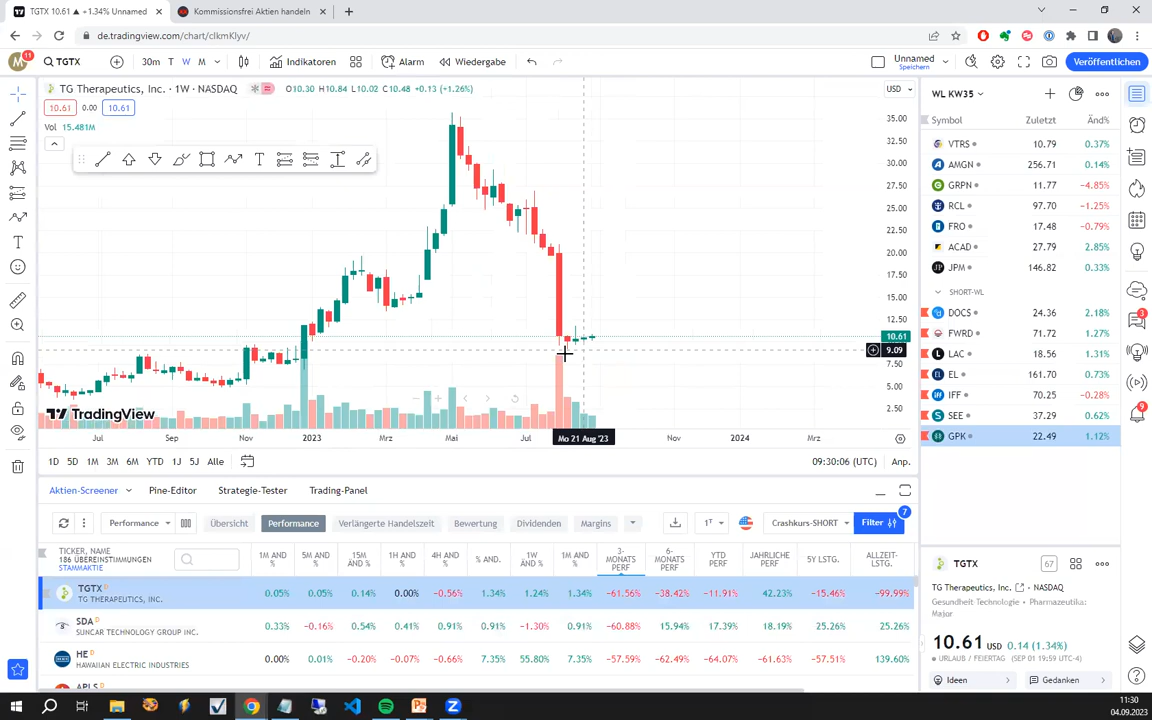 TGTX 10.61 ▲ +1.34% Unnamed
Kommissionsfrei Aktien handeln
de.tradingview.com/chart/clkmKlyv/
M 11
TGTX
30m T W M
Indikatoren
Alarm
Wiedergabe
Unnamed
Speichern
Veröffentlichen
TG Therapeutics, Inc. · 1W · NASDAQ
O10.30 H10.84 L10.02 C10.48 +0.13 (+1.26%)
10.61 0.00 10.61
Vol 15.481M
USD
35.00
32.50
30.00
27.50
25.00
22.50
20.00
17.50
15.00
12.50
10.61
9.09
7.50
5.00
2.50
TradingView
Jul Sep Nov 2023 Mrz Mai Jul Mo 21 Aug '23 Nov 2024 Mrz
1D 5D 1M 3M 6M YTD 1J 5J Alle
09:30:06 (UTC) Anp.
WL KW35
Symbol Zuletzt Änd%
VTRS 10.79 0.37%
AMGN 256.71 0.14%
GRPN 11.77 −4.85%
RCL 97.70 −1.25%
FRO 17.48 −0.79%
ACAD 27.79 2.85%
JPM 146.82 0.33%
SHORT-WL
DOCS 24.36 2.18%
FWRD 71.72 1.27%
LAC 18.56 1.31%
EL 161.70 0.73%
IFF 70.25 −0.28%
SEE 37.29 0.62%
GPK 22.49 1.12%
3
9
Aktien-Screener Pine-Editor Strategie-Tester Trading-Panel
Performance Übersicht Performance Verlängerte Handelszeit Bewertung Dividenden Margins
1T Crashkurs-SHORT Filter 7
TICKER, NAME
186 ÜBEREINSTIMMUNGEN
STAMMAKTIE
1M AND %
5M AND %
15M AND %
1H AND %
4H AND %
% AND.
1W AND %
1M AND %
3-MONATS PERF
6-MONATS PERF
YTD PERF
JÄHRLICHE PERF
5Y LSTG.
ALLZEIT-LSTG.
TGTX D
TG THERAPEUTICS, INC.
0.05% 0.05% 0.14% 0.00% −0.56% 1.34% 1.24% 1.34% −61.56% −38.42% −11.91% 42.23% −15.46% −99.99%
SDA D
SUNCAR TECHNOLOGY GROUP INC.
0.33% −0.16% 0.54% 0.41% 0.91% 0.91% −1.30% 0.91% −60.88% 15.94% 17.39% 18.19% 25.26% 25.26%
HE D
HAWAIIAN ELECTRIC INDUSTRIES
0.00% 0.01% −0.20% −0.07% −0.66% 7.35% 55.80% 7.35% −57.59% −62.49% −64.07% −61.63% −57.51% 139.60%
APLS D
TGTX
67
TG Therapeutics, Inc. · NASDAQ
Gesundheit-Technologie · Pharmazeutika: Major
10.61 USD 0.14 (1.34%)
URLAUB / FEIERTAG (SEP 01 19:59 UTC-4)
Ideen
Gedanken
11:30
04.09.2023